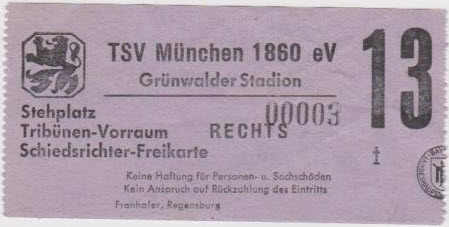 TSV München 1860 eV
Grünwalder Stadion
13
00003
Stehplatz
Tribünen-Vorraum RECHTS
Schiedsrichter-Freikarte
Keine Haftung für Personen- u. Sachschäden
Kein Anspruch auf Rückzahlung des Eintritts
Franhofer, Regensburg